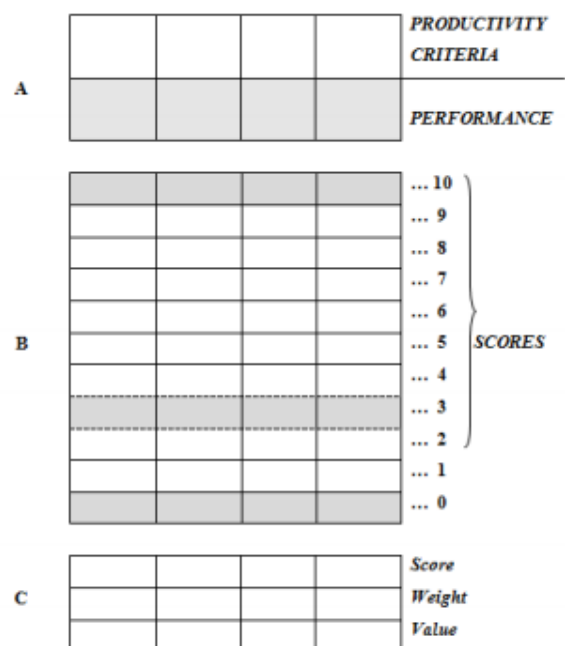 PRODUCTIVITY
CRITERIA
A
PERFORMANCE
... 10
... 9
... 8
... 7
... 6
B
... 5
SCORES
... 4
... 3
... 2
... 1
... 0
Score
C
Weight
Value